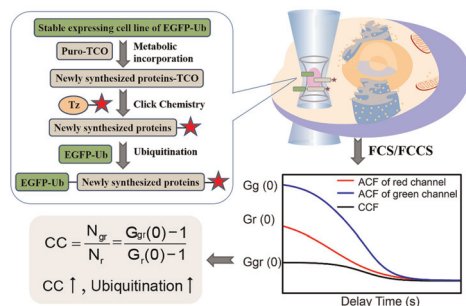 Stable expressing cell line of EGFP-Ub
Puro-TCO
Metabolic
incorporation
Newly synthesized proteins-TCO
Tz
Click Chemistry
Newly synthesized proteins
EGFP-Ub
Ubiquitination
EGFP-Ub
Newly synthesized proteins
FCS/FCCS
Gg (0)
Gr (0)
Ggr (0)
ACF of red channel
ACF of green channel
CCF
Delay Time (s)
CC = Ngr / Nr = Ggr(0)-1 / Gr(0)-1
CC ↑ , Ubiquitination ↑